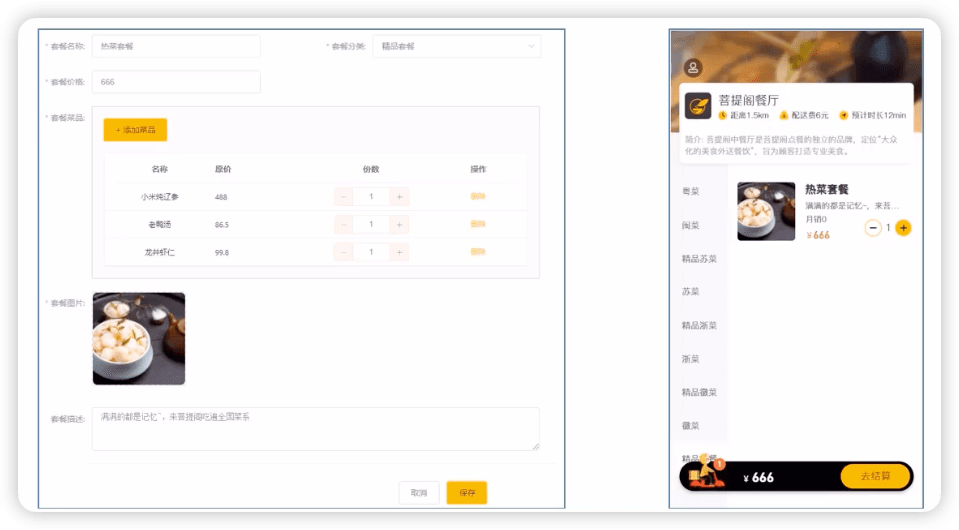 * 套餐名称: 热菜套餐
* 套餐分类: 精品套餐
* 套餐价格: 666
* 套餐菜品:
+ 添加菜品
名称 原价 份数 操作
小米炖辽参 488 - 1 + 删除
老鸭汤 86.5 - 1 + 删除
龙井虾仁 99.8 - 1 + 删除
* 套餐图片:
套餐描述: 满满的都是记忆~，来菩提阁吃遍全国菜系
取消 保存
菩提阁餐厅
距离1.5km 配送费6元 预计时长12min
简介: 菩提阁中餐厅是菩提阁点餐的独立的品牌，定位“大众
化的美食外送餐饮”，旨为顾客打造专业美食。
粤菜
闽菜
精品苏菜
苏菜
精品浙菜
浙菜
精品徽菜
徽菜
热菜套餐
满满的都是记忆~，来菩...
月销0
¥666
- 1 +
1
¥ 666
去结算